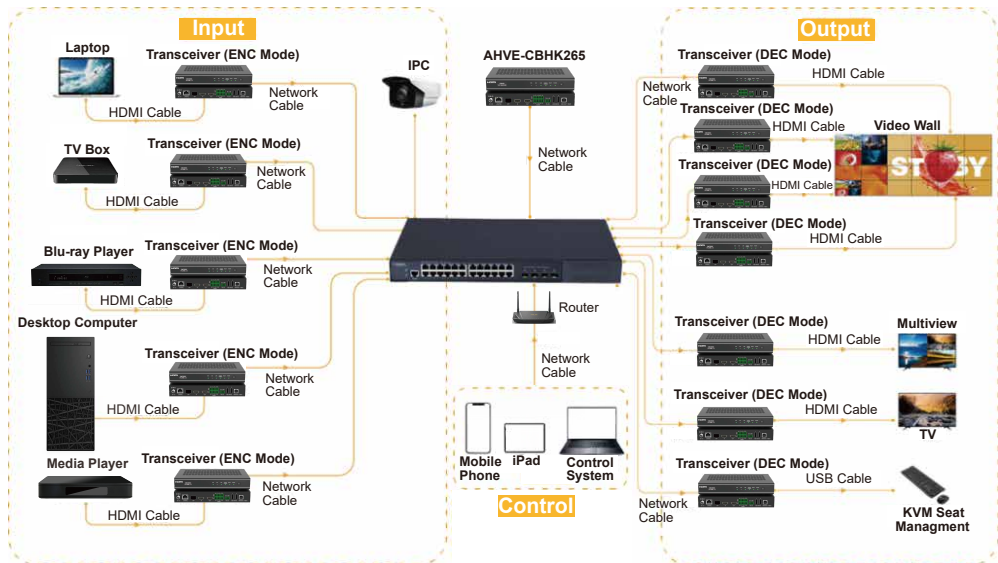 Input
Laptop
Transceiver (ENC Mode)
Network
Cable
HDMI Cable
TV Box
Transceiver (ENC Mode)
Network
Cable
HDMI Cable
Blu-ray Player
Transceiver (ENC Mode)
Network
Cable
HDMI Cable
Desktop Computer
Transceiver (ENC Mode)
Network
Cable
HDMI Cable
Media Player
Transceiver (ENC Mode)
Network
Cable
HDMI Cable
IPC
AHVE-CBHK265
Network
Cable
Router
Network
Cable
Mobile
Phone
iPad
Control
System
Control
Output
Transceiver (DEC Mode)
HDMI Cable
Network
Cable
Transceiver (DEC Mode)
HDMI Cable
Video Wall
ST BY
Transceiver (DEC Mode)
HDMI Cable
Transceiver (DEC Mode)
HDMI Cable
Transceiver (DEC Mode)
HDMI Cable
Multiview
Transceiver (DEC Mode)
HDMI Cable
TV
Transceiver (DEC Mode)
USB Cable
Network
Cable
KVM Seat
Managment